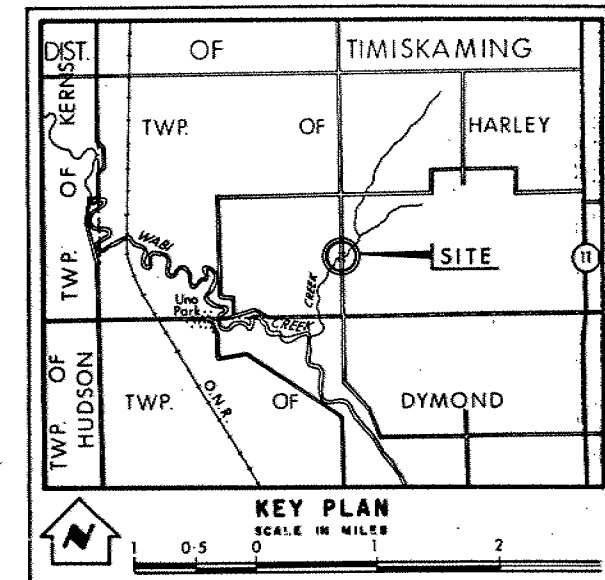 DIST. OF TIMISKAMING
TWP. OF KERNS
TWP. OF HARLEY
WABI
CREEK
Uno
Park
CREEK
SITE
11
TWP. OF
HUDSON
O.N.R.
TWP. OF DYMOND
N
KEY PLAN
SCALE IN MILES
1 0·5 0 1 2